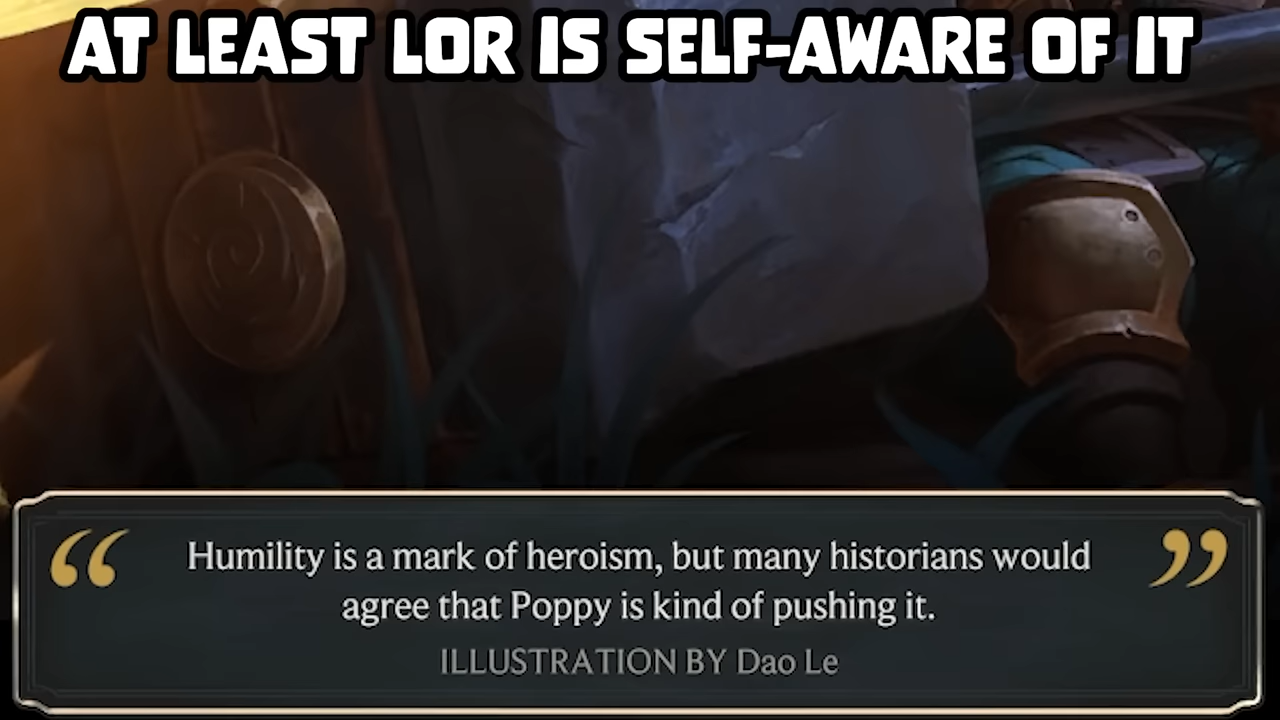 AT LEAST LOR IS SELF-AWARE OF IT
“ Humility is a mark of heroism, but many historians would ”
agree that Poppy is kind of pushing it.
ILLUSTRATION BY Dao Le